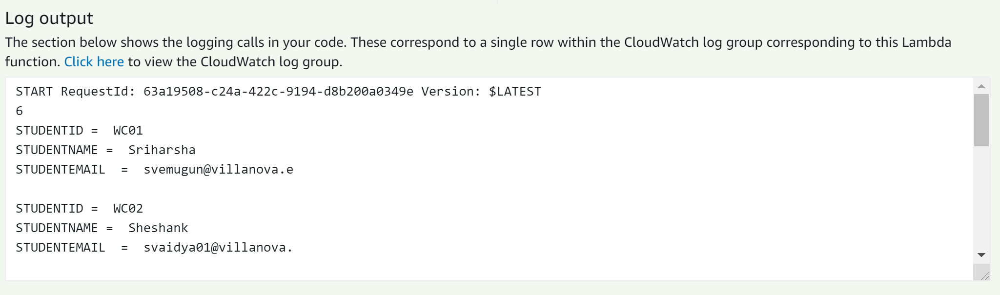 Log output
The section below shows the logging calls in your code. These correspond to a single row within the CloudWatch log group corresponding to this Lambda
function. Click here to view the CloudWatch log group.
START RequestId: 63a19508-c24a-422c-9194-d8b200a0349e Version: $LATEST
6
STUDENTID =  WC01
STUDENTNAME =  Sriharsha
STUDENTEMAIL  =  svemugun@villanova.e
STUDENTID =  WC02
STUDENTNAME =  Sheshank
STUDENTEMAIL  =  svaidya01@villanova.